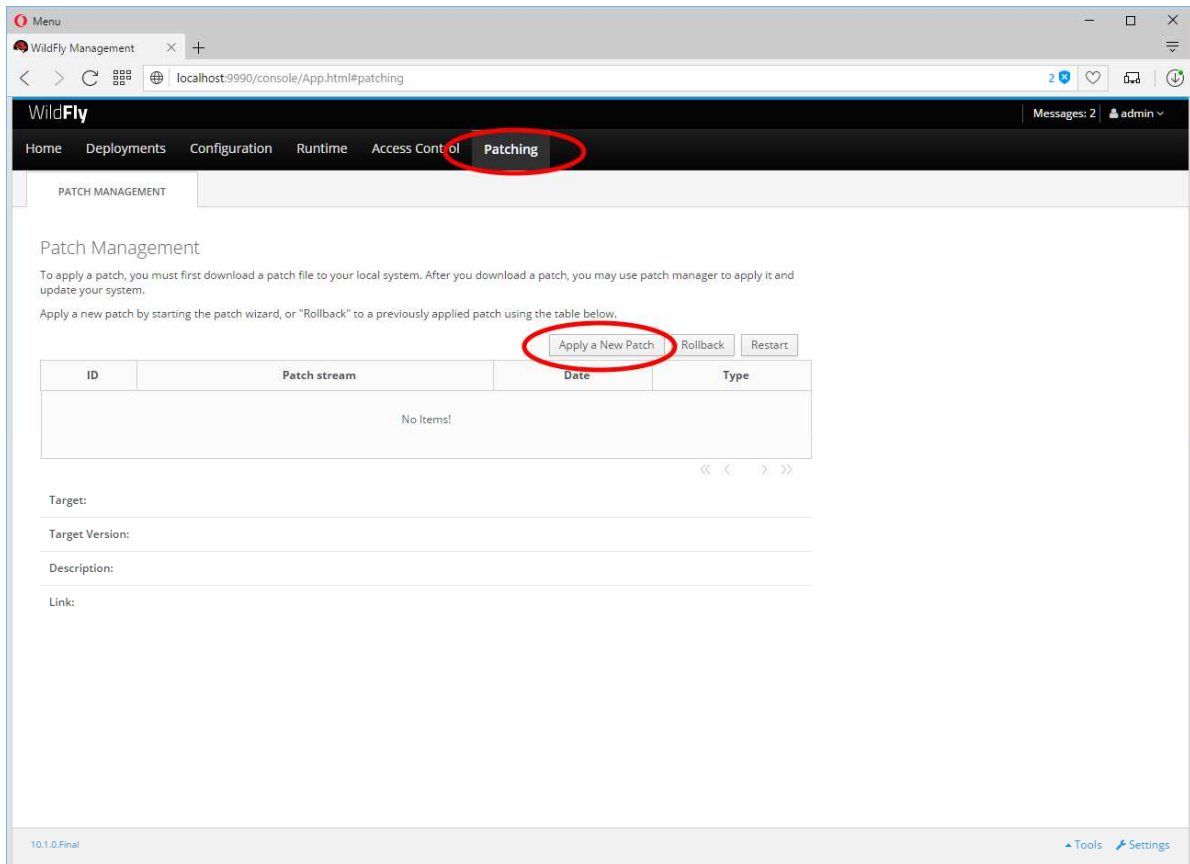 Menu
WildFly Management
localhost:9990/console/App.html#patching
2
WildFly
Messages: 2 admin
Home Deployments Configuration Runtime Access Control Patching
PATCH MANAGEMENT
Patch Management
To apply a patch, you must first download a patch file to your local system. After you download a patch, you may use patch manager to apply it and
update your system.
Apply a new patch by starting the patch wizard, or "Rollback" to a previously applied patch using the table below.
Apply a New Patch Rollback Restart
ID Patch stream Date Type
No Items!
Target:
Target Version:
Description:
Link:
10.1.0.Final
Tools Settings